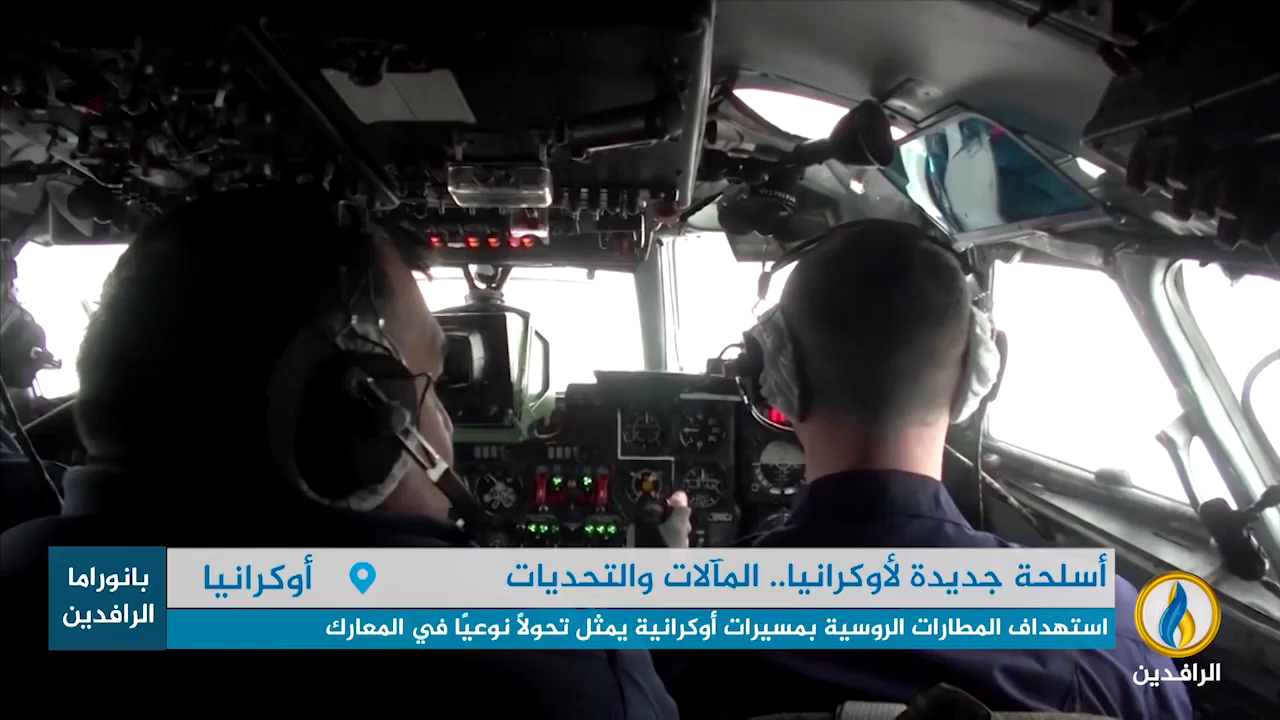 أسلحة جديدة لأوكرانيا.. المآلات والتحديات
أوكرانيا
استهداف المطارات الروسية بمسيرات أوكرانية يمثل تحولاً نوعيًا في المعارك
بانوراما
الرافدين
الرافدين